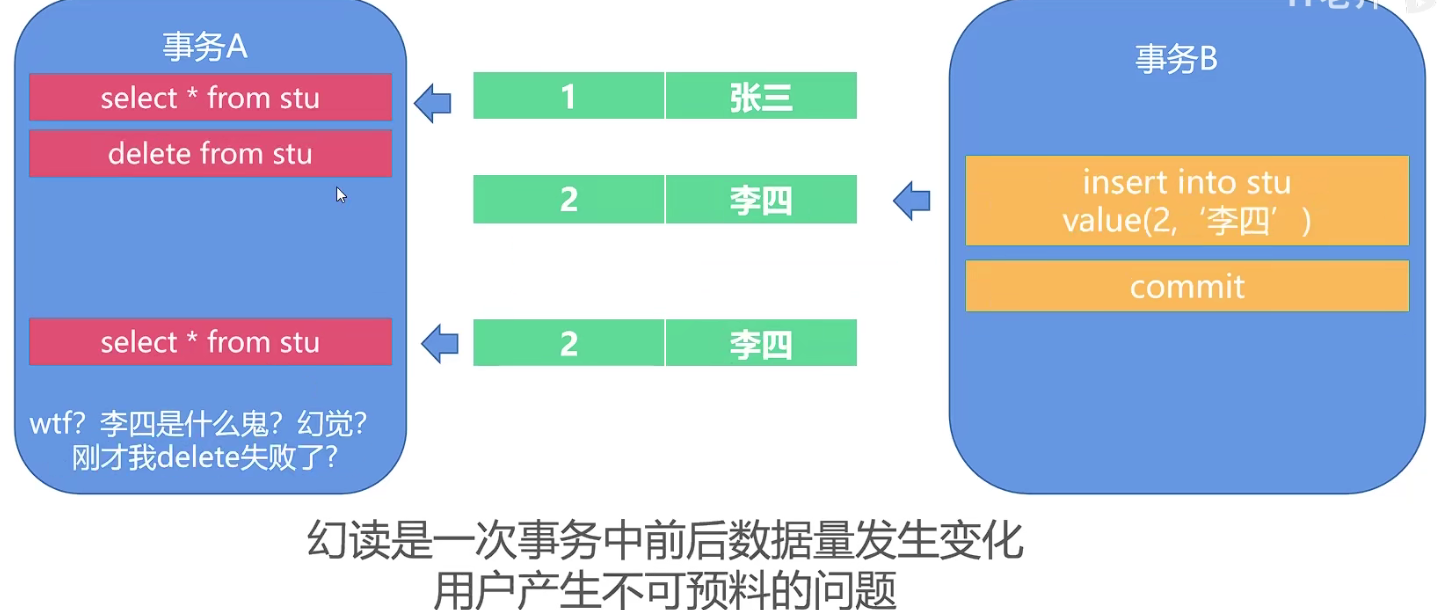 事务A
select * from stu
delete from stu
1 张三
2 李四
事务B
insert into stu
value(2,‘李四’)
commit
select * from stu
2 李四
wtf？李四是什么鬼？幻觉？
刚才我delete失败了?
幻读是一次事务中前后数据量发生变化
用户产生不可预料的问题